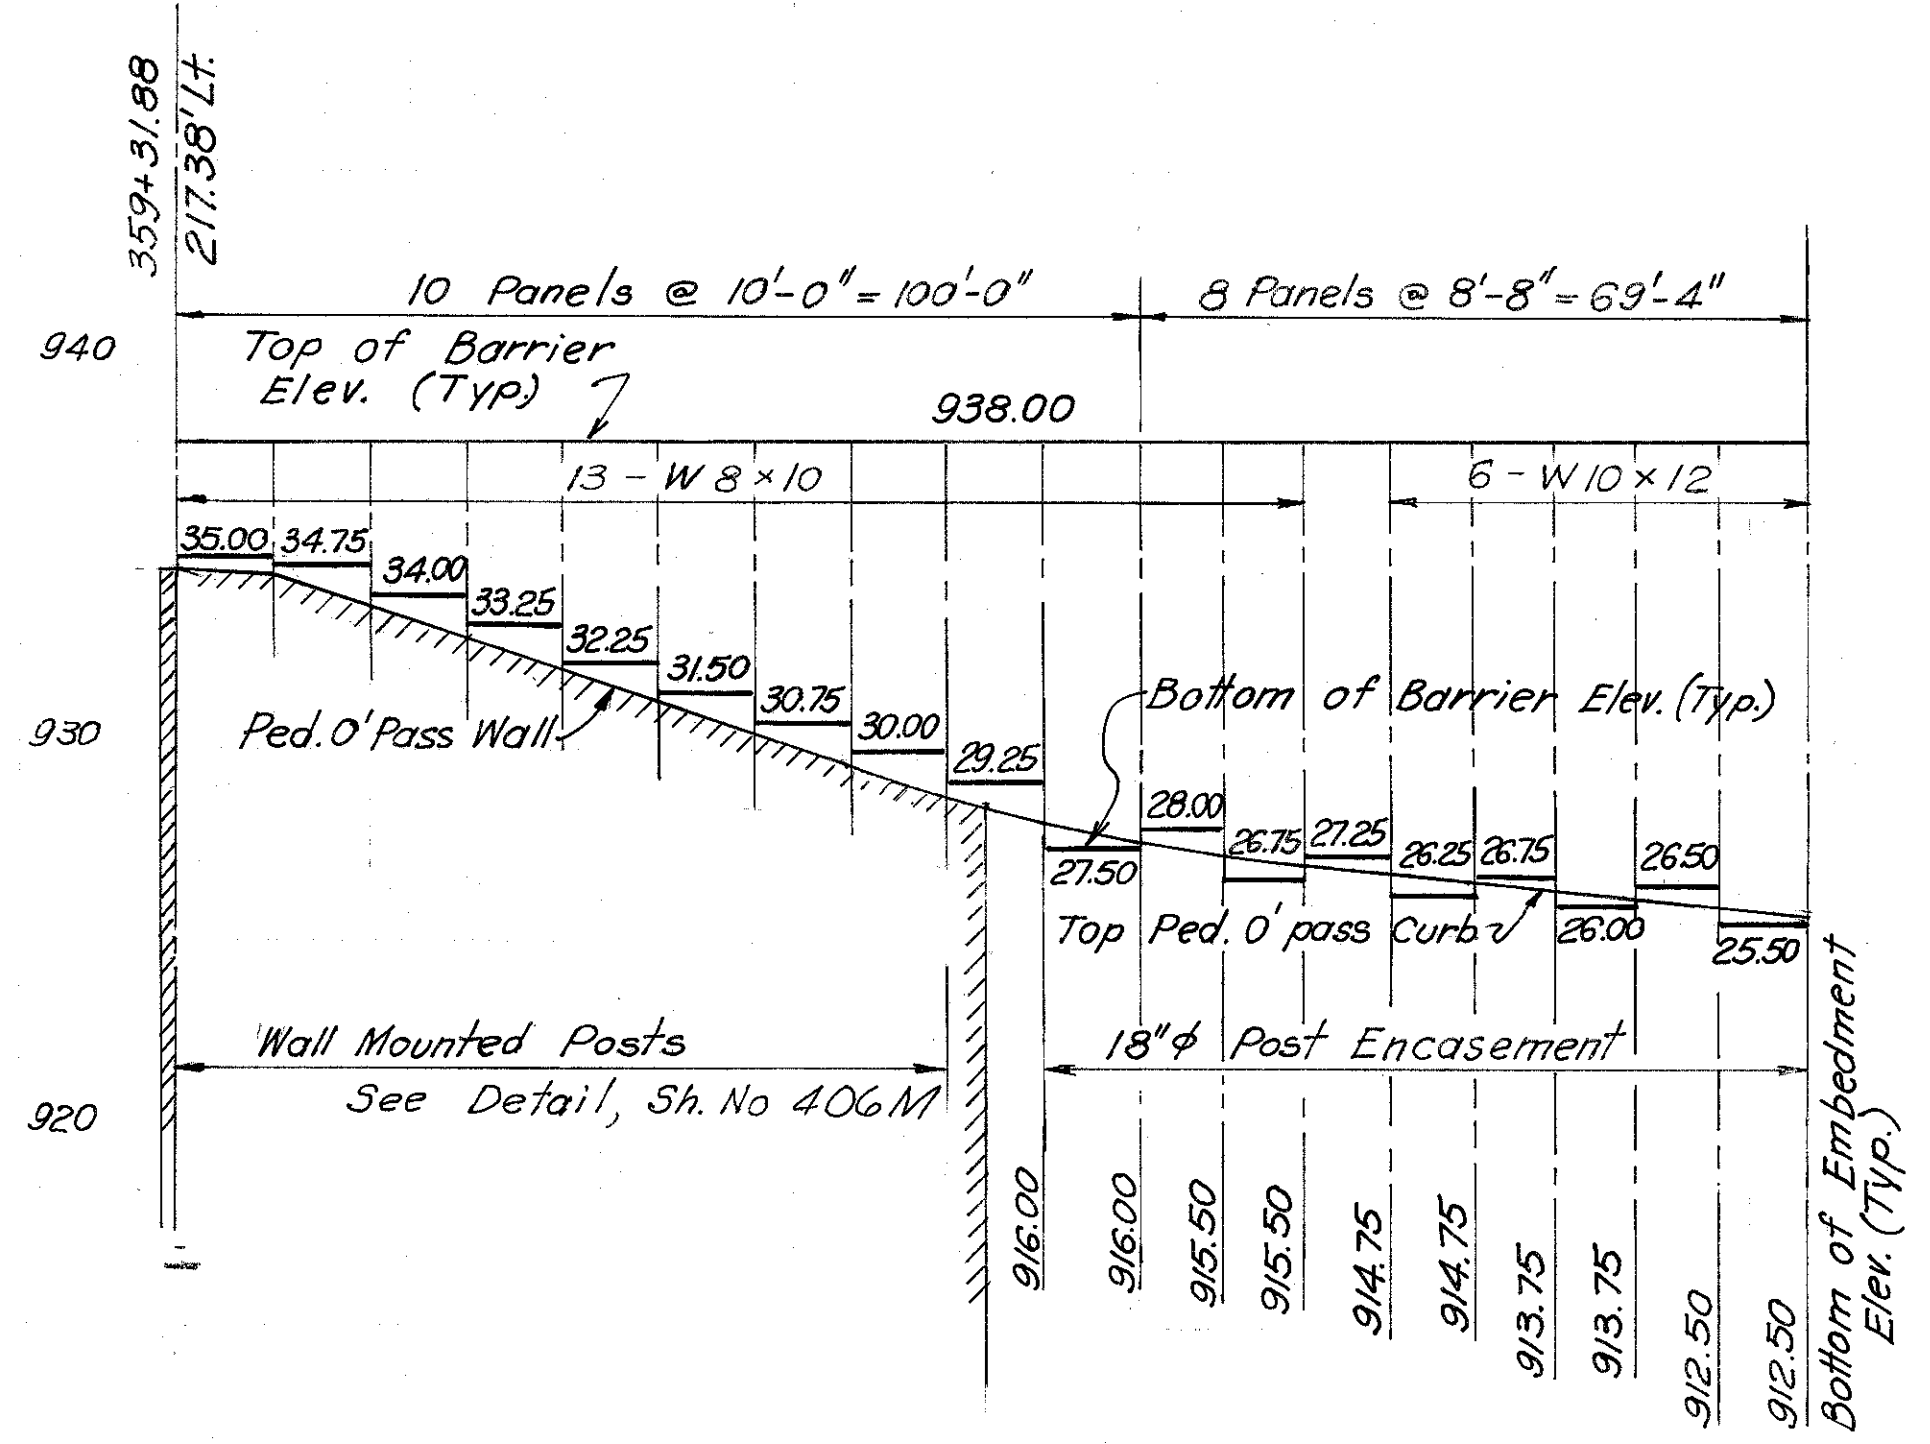 359+31.88
217.38' Lt.
10 Panels @ 10'-0" = 100'-0"
8 Panels @ 8'-8" = 69'-4"
940
Top of Barrier
Elev. (Typ.)
938.00
13 - W 8 × 10
6 - W 10 × 12
35.00
34.75
34.00
33.25
32.25
31.50
30.75
30.00
29.25
27.50
28.00
26.75
27.25
26.25
26.75
26.00
26.50
25.50
930
Ped. O'Pass Wall
Bottom of Barrier Elev. (Typ.)
Top Ped. O'pass Curb
Wall Mounted Posts
See Detail, Sh. No 406M
18"ϕ Post Encasement
920
916.00
916.00
915.50
915.50
914.75
914.75
913.75
913.75
912.50
912.50
Bottom of Embedment
Elev. (Typ.)